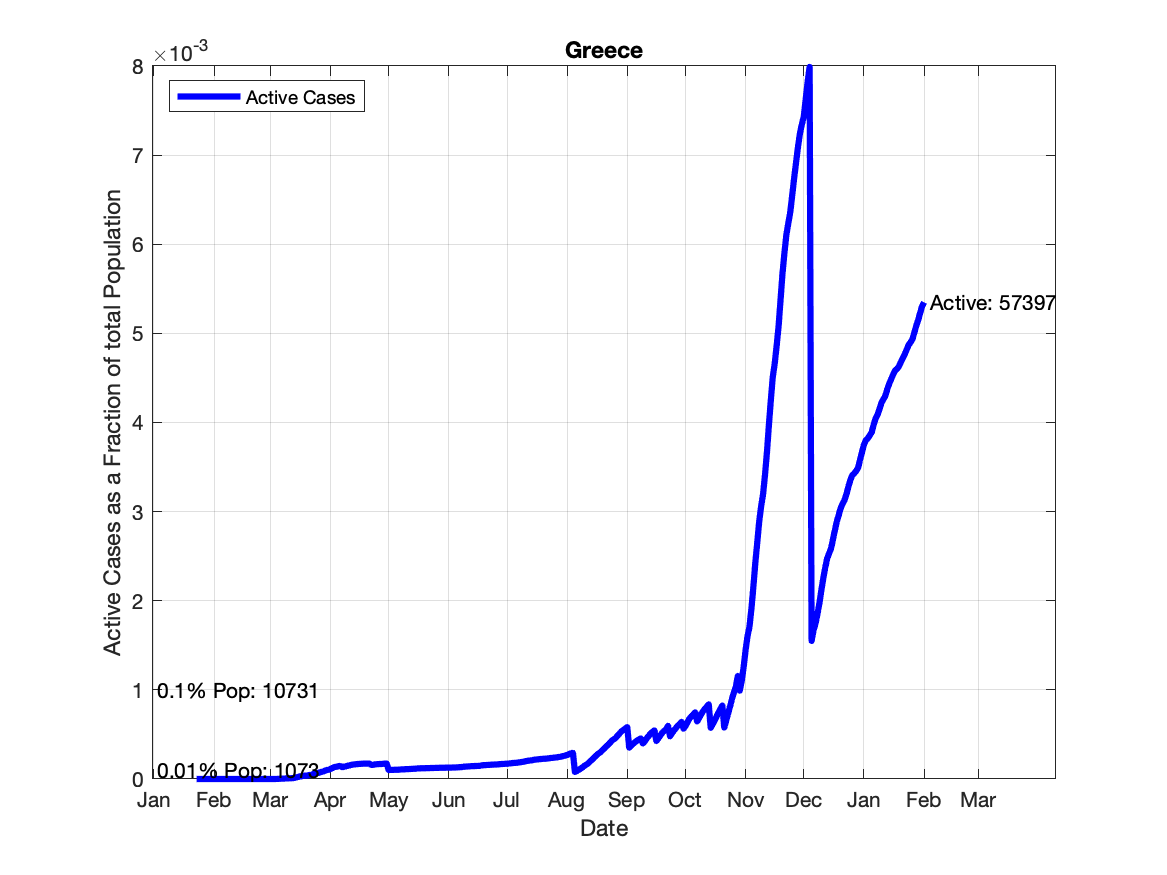 Greece
×10-3
8
Active Cases
7
6
5
4
3
2
1
0
Active Cases as a Fraction of total Population
Active: 57397
0.1% Pop: 10731
0.01% Pop: 1073
Jan Feb Mar Apr May Jun Jul Aug Sep Oct Nov Dec Jan Feb Mar
Date